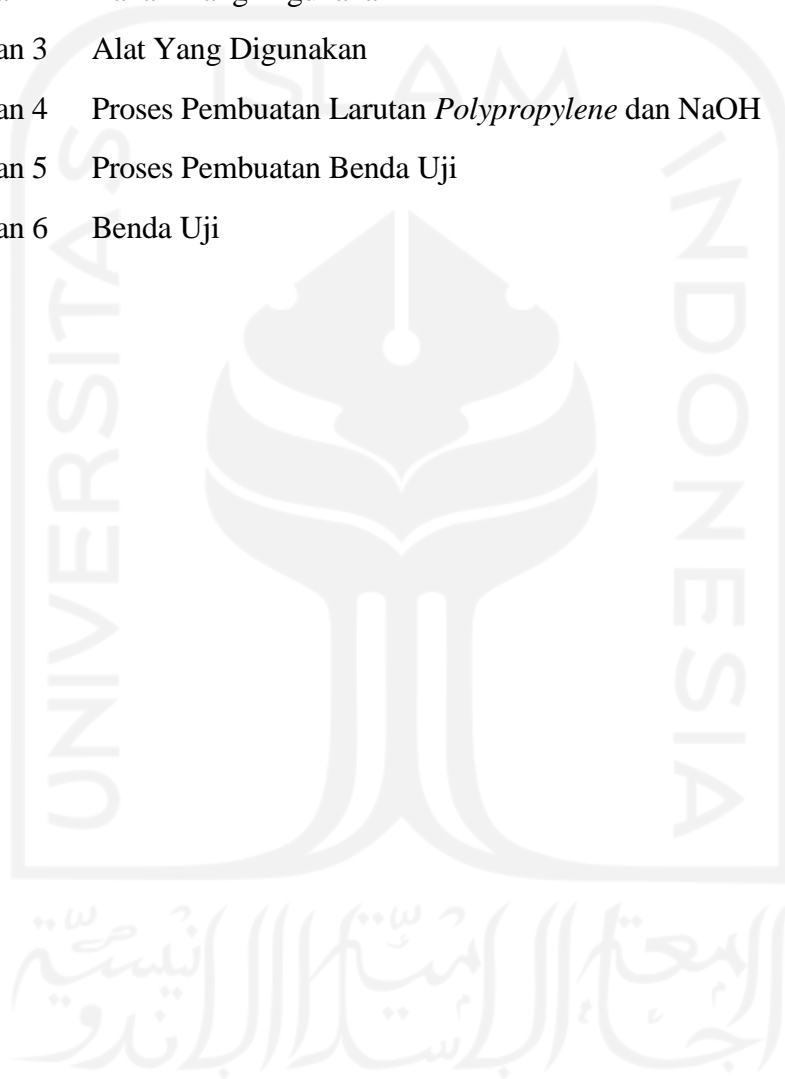 an 3 Alat Yang Digunakan
an 4 Proses Pembuatan Larutan Polypropylene dan NaOH
an 5 Proses Pembuatan Benda Uji
an 6 Benda Uji
ISLAM
UNIVERSITAS
INDONESIA